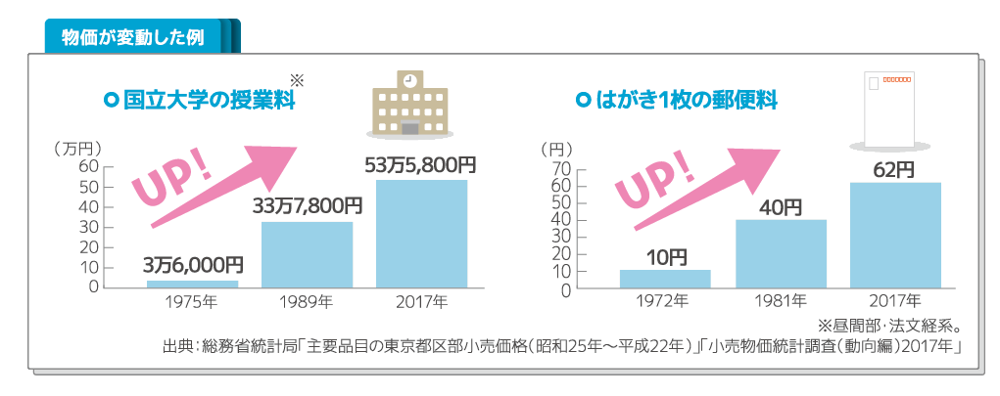 物価が変動した例
国立大学の授業料※
(万円)
60
50
40
30
20
10
0
UP!
3万6,000円
33万7,800円
53万5,800円
1975年
1989年
2017年
はがき1枚の郵便料
(円)
70
60
50
40
30
20
10
0
UP!
10円
40円
62円
1972年
1981年
2017年
※昼間部・法文経系。
出典:総務省統計局「主要品目の東京都区部小売価格(昭和25年〜平成22年)」「小売物価統計調査(動向編)2017年」